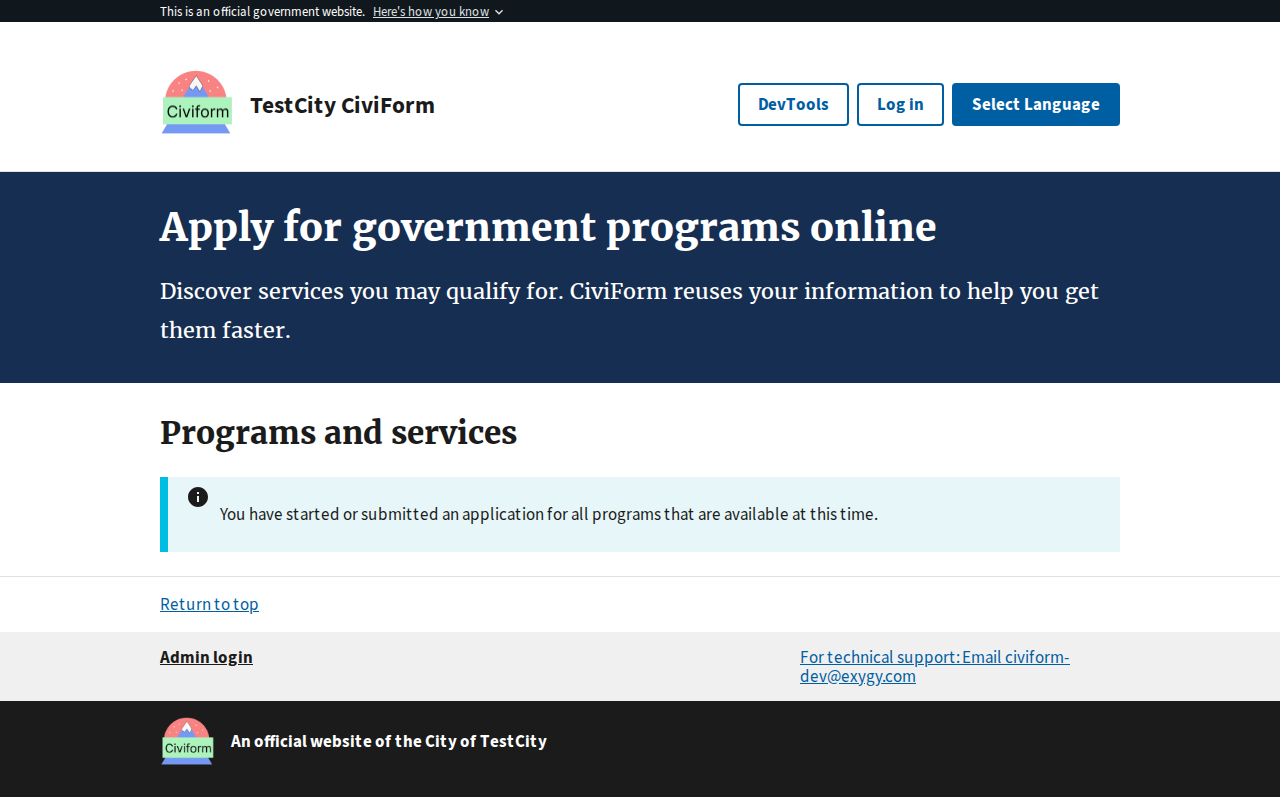 This is an official government website. Here's how you know
Civiform
TestCity CiviForm
DevTools
Log in
Select Language
Apply for government programs online
Discover services you may qualify for. CiviForm reuses your information to help you get
them faster.
Programs and services
You have started or submitted an application for all programs that are available at this time.
Return to top
Admin login
For technical support: Email civiform-
dev@exygy.com
Civiform
An official website of the City of TestCity